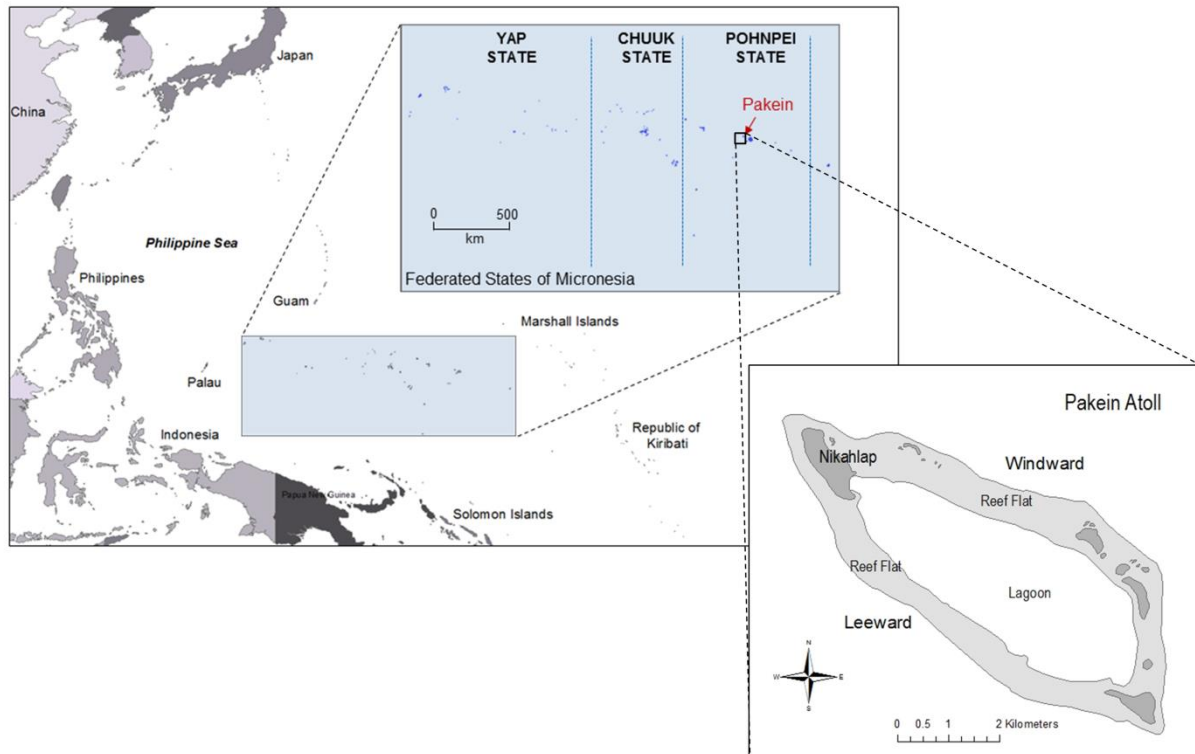 China
Japan
Philippine Sea
Philippines
Guam
Marshall Islands
Palau
Indonesia
Republic of
Kiribati
Papua New Guinea
Solomon Islands
YAP
STATE
CHUUK
STATE
POHNPEI
STATE
Pakein
0 500
km
Federated States of Micronesia
Pakein Atoll
Nikahlap
Windward
Reef Flat
Reef Flat
Lagoon
Leeward
N
W E
S
0 0.5 1 2 Kilometers